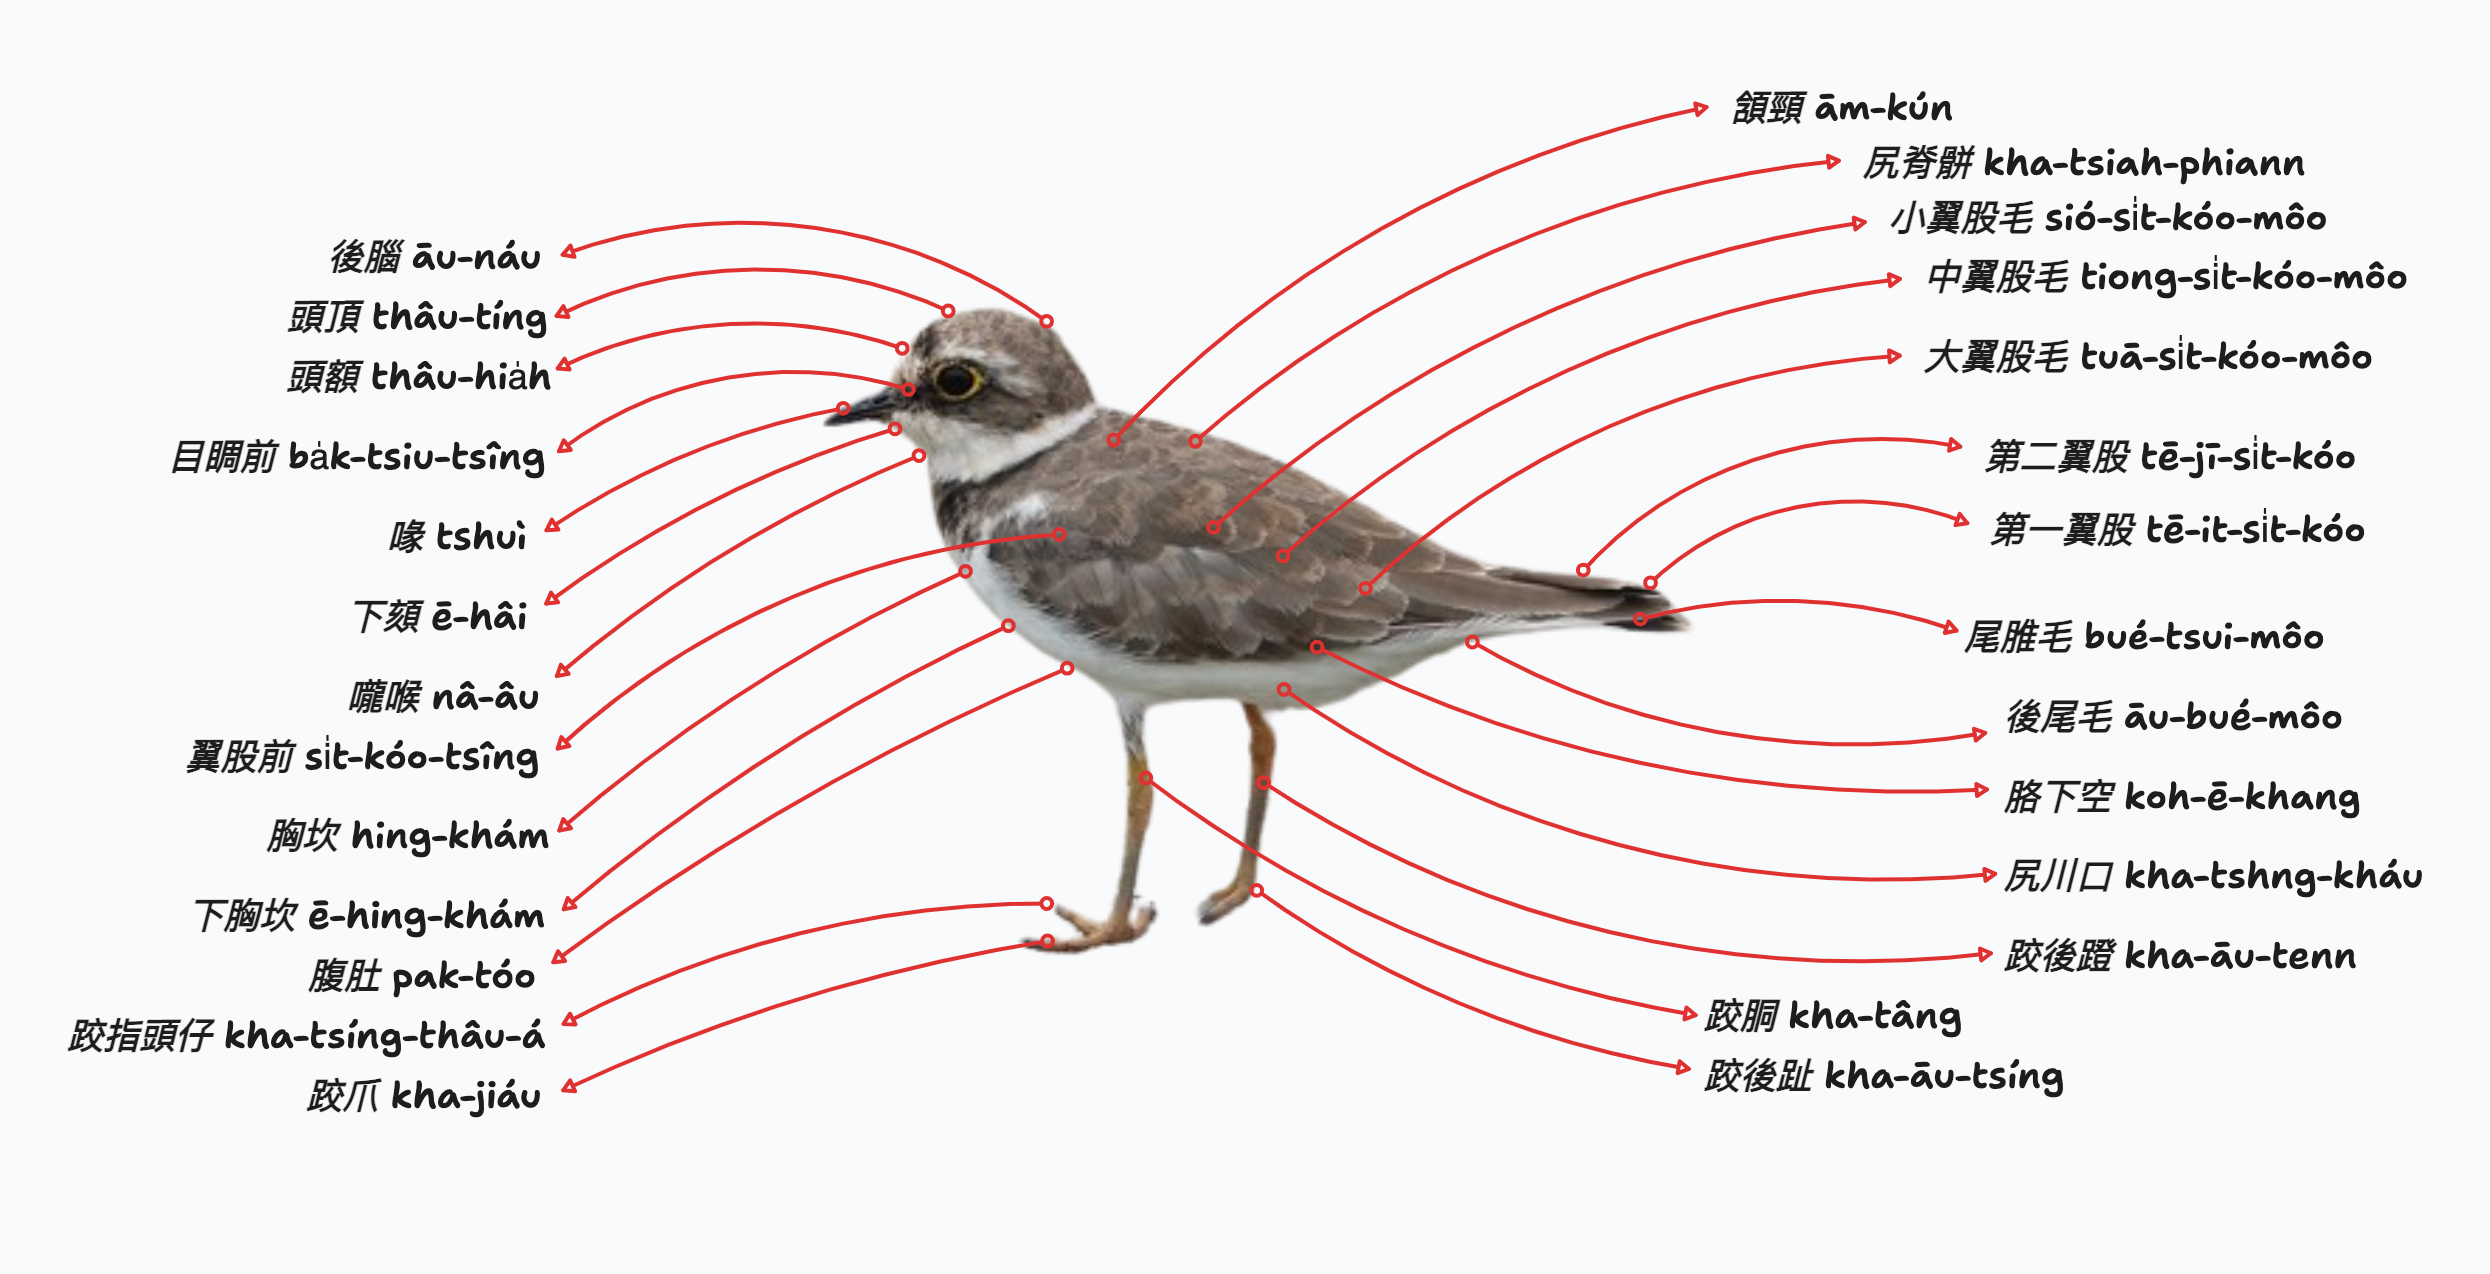 後腦 āu-náu
頭頂 thâu-tíng
頭額 thâu-hia̍h
目睭前 ba̍k-tsiu-tsîng
喙 tshuì
下頦 ē-hâi
嚨喉 nâ-âu
翼股前 si̍t-kóo-tsîng
胸坎 hing-khám
下胸坎 ē-hing-khám
腹肚 pak-tóo
跤指頭仔 kha-tsíng-thâu-á
跤爪 kha-jiáu
頷頸 ām-kún
尻脊骿 kha-tsiah-phiann
小翼股毛 sió-si̍t-kóo-môo
中翼股毛 tiong-si̍t-kóo-môo
大翼股毛 tuā-si̍t-kóo-môo
第二翼股 tē-jī-si̍t-kóo
第一翼股 tē-it-si̍t-kóo
尾脽毛 bué-tsui-môo
後尾毛 āu-bué-môo
胳下空 koh-ē-khang
尻川口 kha-tshng-kháu
跤後蹬 kha-āu-tenn
跤胴 kha-tâng
跤後趾 kha-āu-tsíng